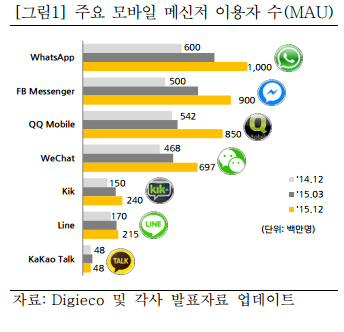 [그림1] 주요 모바일 메신저 이용자 수(MAU)
WhatsApp
600
1,000
FB Messenger
500
900
QQ Mobile
542
850
WeChat
468
697
Kik
150
240
kik·
Line
170
215
LINE
KaKao Talk
48
48
TALK
'14.12
'15.03
'15.12
(단위: 백만명)
자료: Digieco 및 각사 발표자료 업데이트